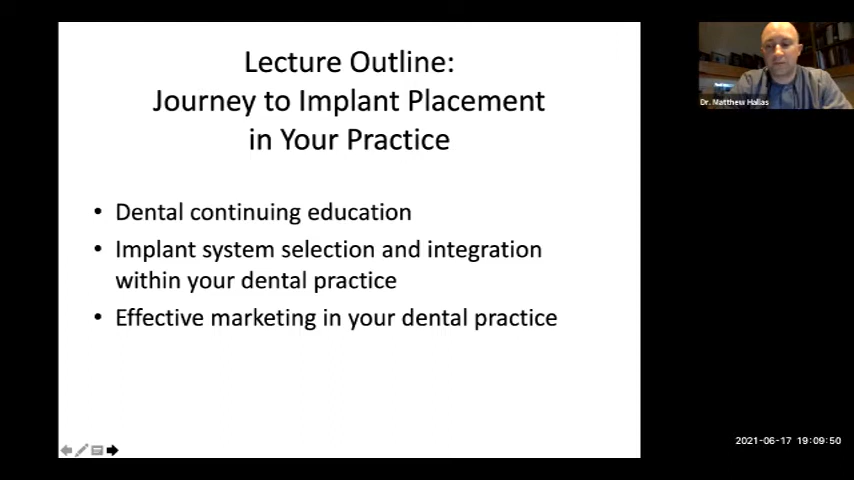 Lecture Outline:
Journey to Implant Placement
in Your Practice
• Dental continuing education
• Implant system selection and integration
within your dental practice
• Effective marketing in your dental practice
Dr. Matthew Halias
2021-06-17 19:09:50